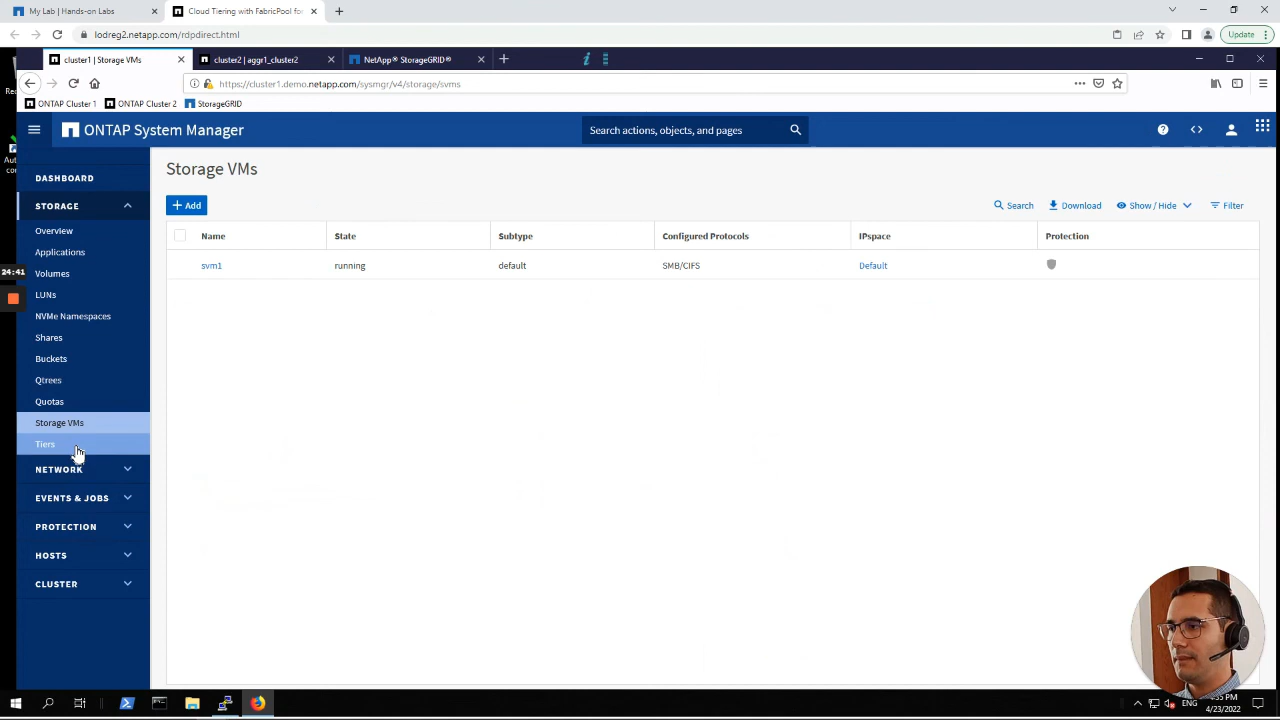 My Lab | Hands-on Labs
Cloud Tiering with FabricPool for
lodreg2.netapp.com/rdpdirect.html
Update
cluster1 | Storage VMs
cluster2 | aggr1_cluster2
NetApp® StorageGRID®
https://cluster1.demo.netapp.com/sysmgr/v4/storage/svms
ONTAP Cluster 1
ONTAP Cluster 2
StorageGRID
ONTAP System Manager
Search actions, objects, and pages
DASHBOARD
STORAGE
Overview
Applications
Volumes
LUNs
NVMe Namespaces
Shares
Buckets
Qtrees
Quotas
Storage VMs
Tiers
NETWORK
EVENTS & JOBS
PROTECTION
HOSTS
CLUSTER
24:41
Storage VMs
Add
Search
Download
Show / Hide
Filter
Name State Subtype Configured Protocols IPspace Protection
svm1 running default SMB/CIFS Default
ENG
4/23/2022